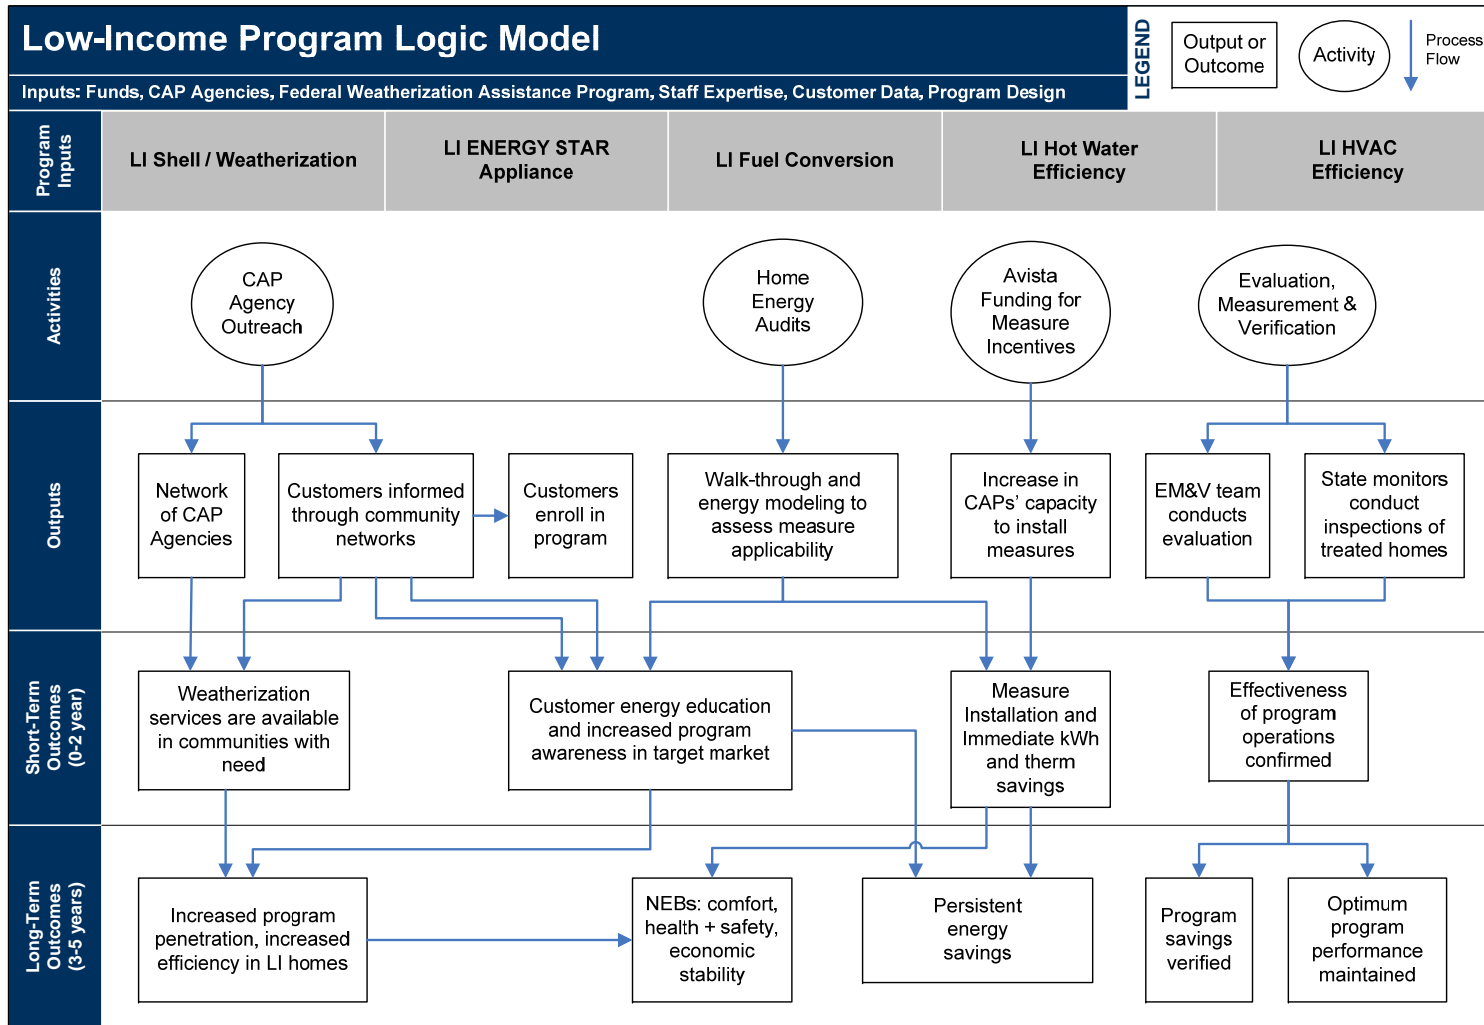 Low-Income Program Logic Model
Inputs: Funds, CAP Agencies, Federal Weatherization Assistance Program, Staff Expertise, Customer Data, Program Design
LEGEND
Output or
Outcome
Activity
Process
Flow
Program
Inputs
LI Shell / Weatherization
LI ENERGY STAR
Appliance
LI Fuel Conversion
LI Hot Water
Efficiency
LI HVAC
Efficiency
Activities
CAP
Agency
Outreach
Home
Energy
Audits
Avista
Funding for
Measure
Incentives
Evaluation,
Measurement &
Verification
Outputs
Network
of CAP
Agencies
Customers informed
through community
networks
Customers
enroll in
program
Walk-through and
energy modeling to
assess measure
applicability
Increase in
CAPs’ capacity
to install
measures
EM&V team
conducts
evaluation
State monitors
conduct
inspections of
treated homes
Short-Term
Outcomes
(0-2 year)
Weatherization
services are available
in communities with
need
Customer energy education
and increased program
awareness in target market
Measure
Installation and
Immediate kWh
and therm
savings
Effectiveness
of program
operations
confirmed
Long-Term
Outcomes
(3-5 years)
Increased program
penetration, increased
efficiency in LI homes
NEBs: comfort,
health + safety,
economic
stability
Persistent
energy
savings
Program
savings
verified
Optimum
program
performance
maintained